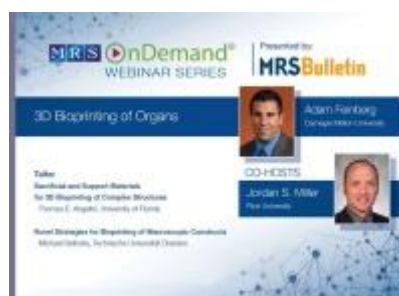 MRS OnDemand®
WEBINAR SERIES
Presented by:
MRS Bulletin
3D Bioprinting of Organs
Adam Feinberg
Carnegie Mellon University
CO-HOSTS
Jordan S. Miller
Rice University
Talks:
Sacrificial and Support Materials
for 3D Bioprinting of Complex Structures
Thomas E. Angelini, University of Florida
Novel Strategies for Bioprinting of Macroscopic Constructs
Michael Gelinsky, Technische Universität Dresden